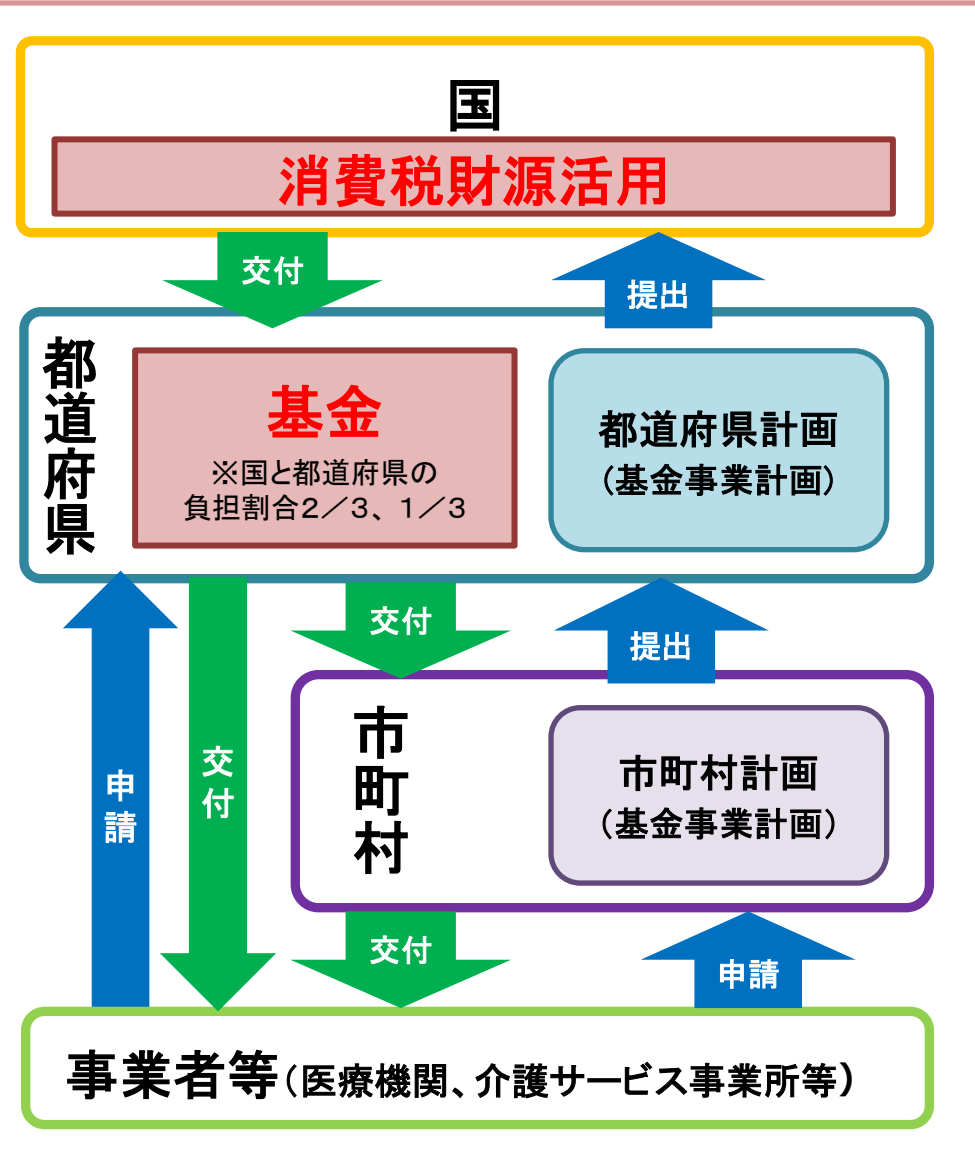 国
消費税財源活用
交付
提出
都道府県
基金
※国と都道府県の
負担割合2/3、1/3
都道府県計画
(基金事業計画)
交付
提出
申請
交付
市町村
市町村計画
(基金事業計画)
交付
申請
事業者等(医療機関、介護サービス事業所等)